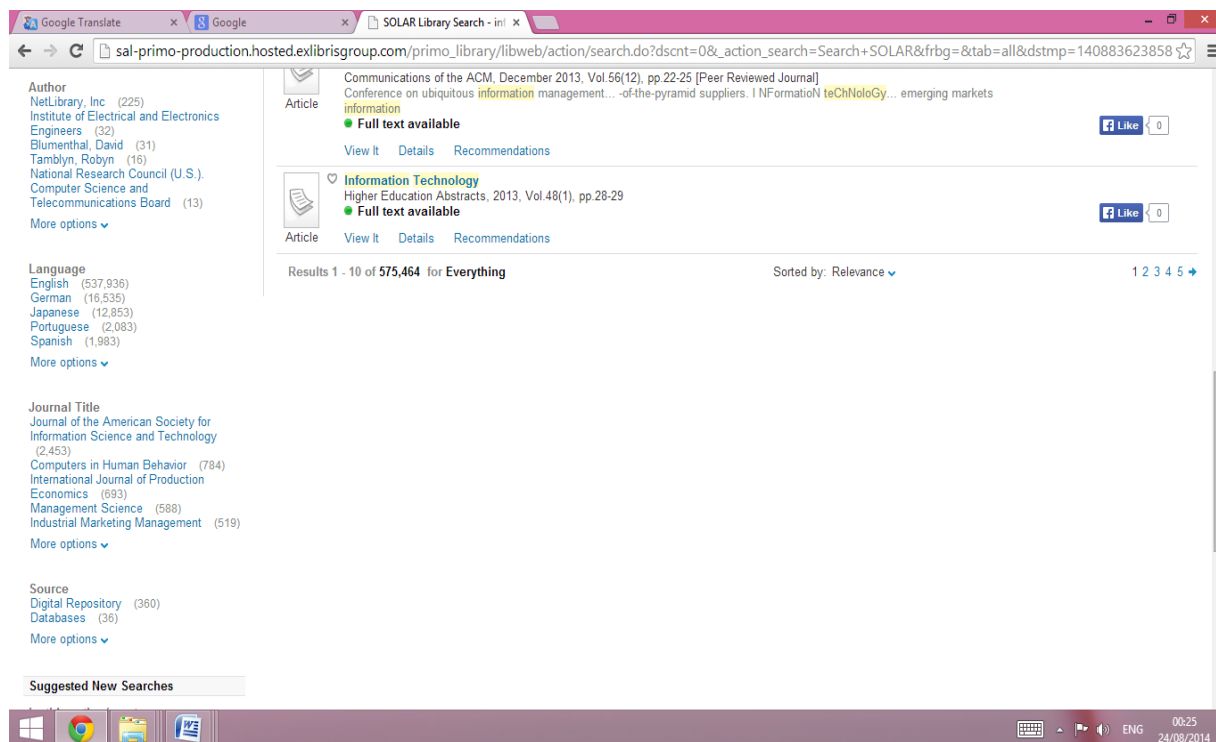 Google Translate
Google
SOLAR Library Search - inf
sal-primo-production.hosted.exlibrisgroup.com/primo_library/libweb/action/search.do?dscnt=0&_action_search=Search+SOLAR&frbg=&tab=all&dstmp=140883623858
Author
NetLibrary, Inc (225)
Institute of Electrical and Electronics
Engineers (32)
Blumenthal, David (31)
Tamblyn, Robyn (16)
National Research Council (U.S.).
Computer Science and
Telecommunications Board (13)
More options
Language
English (537,936)
German (16,535)
Japanese (12,853)
Portuguese (2,083)
Spanish (1,983)
More options
Journal Title
Journal of the American Society for
Information Science and Technology
(2,453)
Computers in Human Behavior (784)
International Journal of Production
Economics (693)
Management Science (588)
Industrial Marketing Management (519)
More options
Source
Digital Repository (360)
Databases (36)
More options
Suggested New Searches
Article
Communications of the ACM, December 2013, Vol.56(12), pp.22-25 [Peer Reviewed Journal]
Conference on ubiquitous information management... -of-the-pyramid suppliers. I NFormatioN teChNoloGy... emerging markets
information
Full text available
Like 0
View It Details Recommendations
Information Technology
Higher Education Abstracts, 2013, Vol.48(1), pp.28-29
Full text available
Like 0
Article
View It Details Recommendations
Results 1 - 10 of 575,464 for Everything
Sorted by: Relevance
1 2 3 4 5
ENG
00:25
24/08/2014